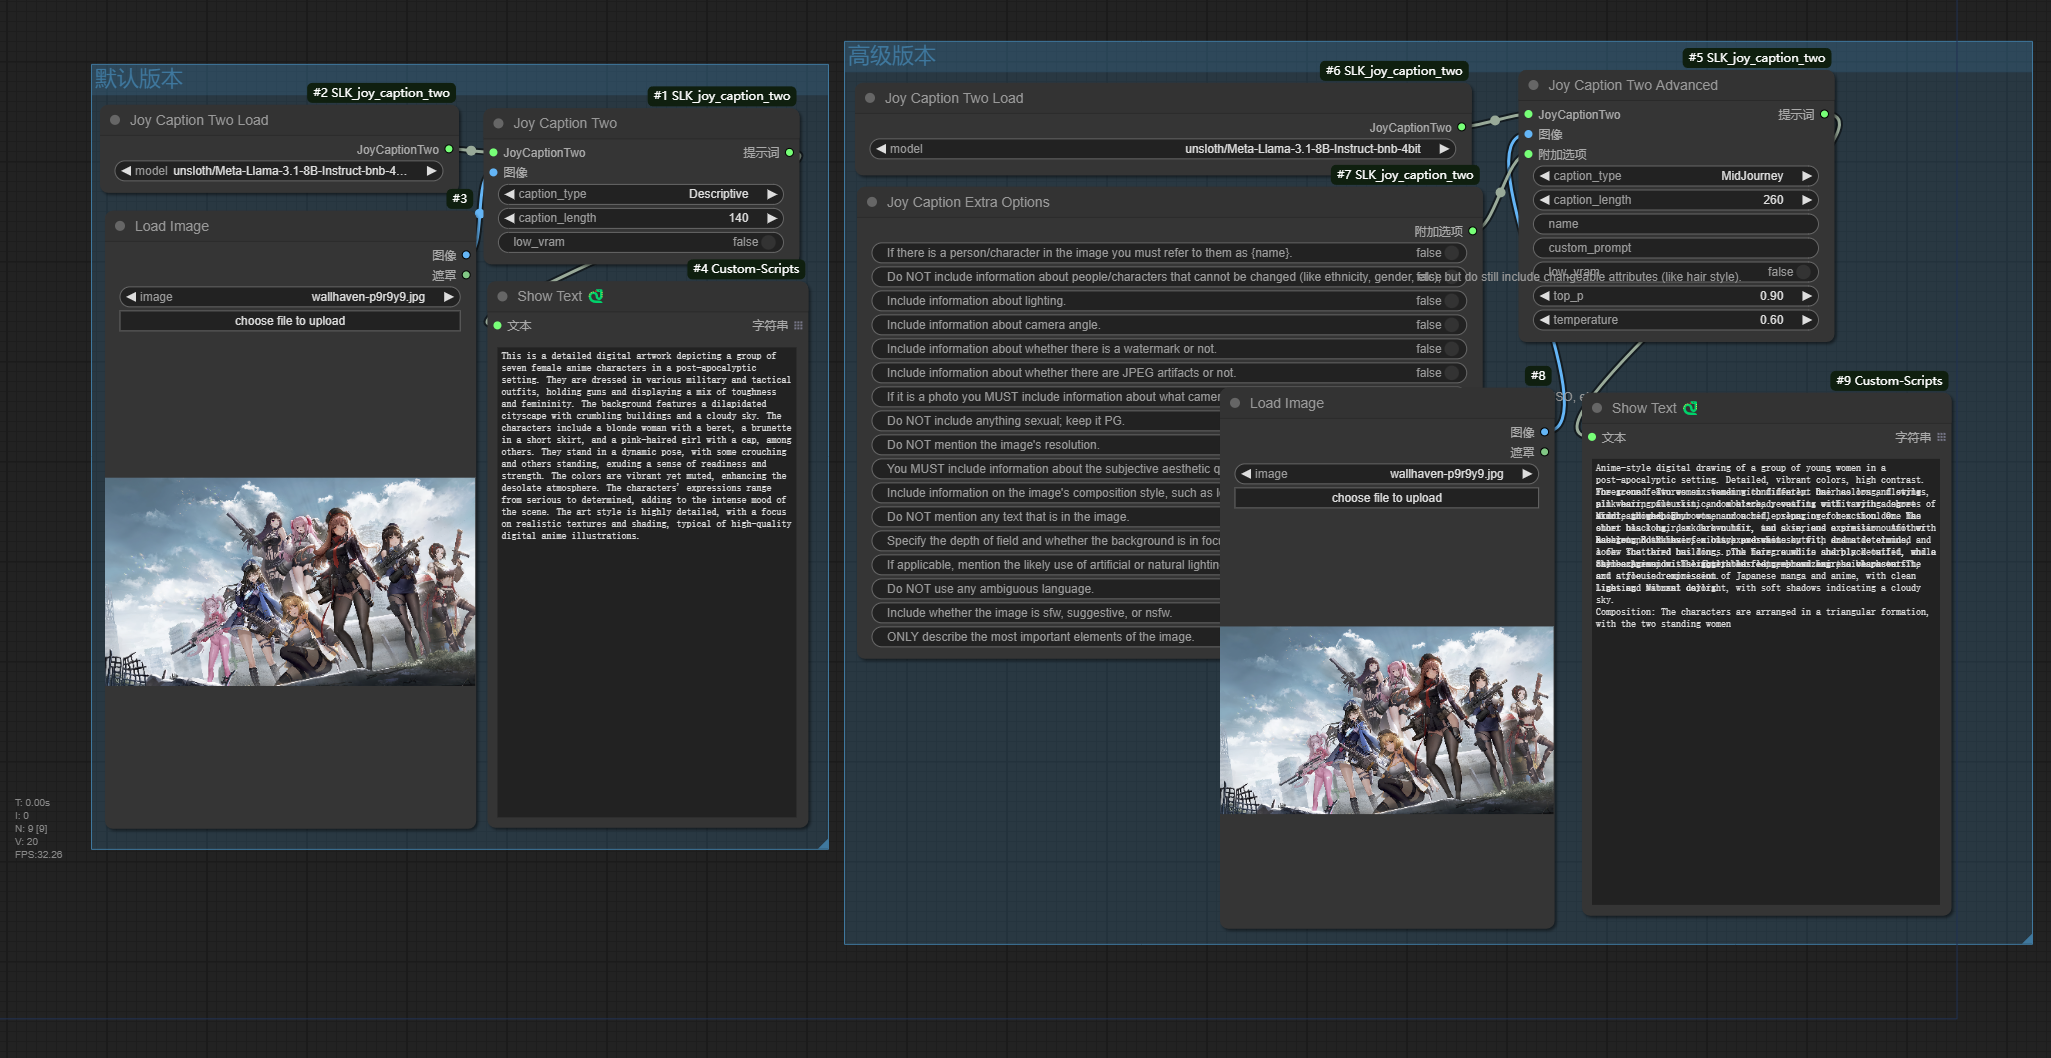 默认版本
#2 SLK_joy_caption_two
Joy Caption Two Load
JoyCaptionTwo
model unsloth/Meta-Llama-3.1-8B-Instruct-bnb-4...
#1 SLK_joy_caption_two
Joy Caption Two
JoyCaptionTwo 提示词
图像
caption_type Descriptive
caption_length 140
low_vram false
#3
Load Image
图像
遮罩
image wallhaven-p9r9y9.jpg
choose file to upload
#4 Custom-Scripts
Show Text
文本 字符串
This is a detailed digital artwork depicting a group of
seven female anime characters in a post-apocalyptic
setting. They are dressed in various military and tactical
outfits, holding guns and displaying a mix of toughness
and femininity. The background features a dilapidated
cityscape with crumbling buildings and a cloudy sky. The
characters include a blonde woman with a beret, a brunette
in a short skirt, and a pink-haired girl with a cap, among
others. They stand in a dynamic pose, with some crouching
and others standing, exuding a sense of readiness and
strength. The colors are vibrant yet muted, enhancing the
desolate atmosphere. The characters' expressions range
from serious to determined, adding to the intense mood of
the scene. The art style is highly detailed, with a focus
on realistic textures and shading, typical of high-quality
digital anime illustrations.
高级版本
#6 SLK_joy_caption_two
Joy Caption Two Load
JoyCaptionTwo
model unsloth/Meta-Llama-3.1-8B-Instruct-bnb-4bit
#7 SLK_joy_caption_two
Joy Caption Extra Options
附加选项
If there is a person/character in the image you must refer to them as {name}. false
Do NOT include information about people/characters that cannot be changed (like ethnicity, gender, etc), but do still include changeable attributes (like hair style).
Include information about lighting. false
Include information about camera angle. false
Include information about whether there is a watermark or not. false
Include information about whether there are JPEG artifacts or not. false
If it is a photo you MUST include information about what camer
Do NOT include anything sexual; keep it PG.
Do NOT mention the image's resolution.
You MUST include information about the subjective aesthetic q
Include information on the image's composition style, such as l
Do NOT mention any text that is in the image.
Specify the depth of field and whether the background is in foc
If applicable, mention the likely use of artificial or natural lightin
Do NOT use any ambiguous language.
Include whether the image is sfw, suggestive, or nsfw.
ONLY describe the most important elements of the image.
#5 SLK_joy_caption_two
Joy Caption Two Advanced
JoyCaptionTwo 提示词
图像
附加选项
caption_type MidJourney
caption_length 260
name
custom_prompt
low_vram false
top_p 0.90
temperature 0.60
#8
Load Image
图像
遮罩
image wallhaven-p9r9y9.jpg
choose file to upload
#9 Custom-Scripts
Show Text
文本 字符串
Anime-style digital drawing of a group of young women in a
post-apocalyptic setting. Detailed, vibrant colors, high contrast.
of Japanese manga and anime, with clean
with soft shadows indicating a cloudy
sky.
Composition: The characters are arranged in a triangular formation,
with the two standing women
T: 0.00s
I: 0
N: 9 [9]
V: 20
FPS:32.26